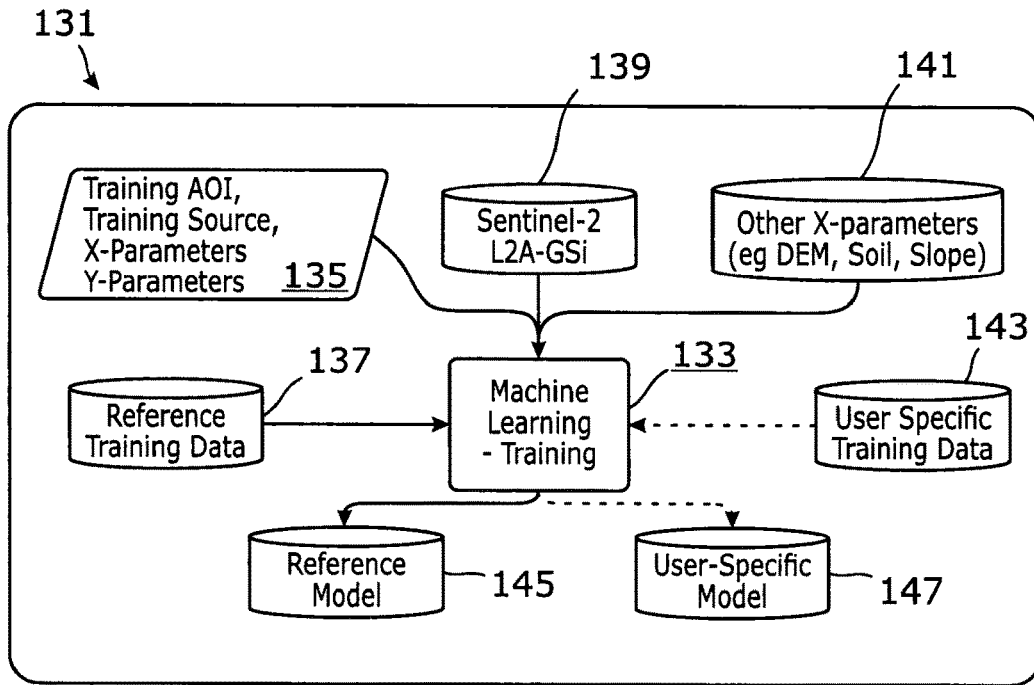 131
139
141
Training AOI,
Training Source,
X-Parameters
Y-Parameters
135
Sentinel-2
L2A-GSi
Other X-parameters
(eg DEM, Soil, Slope)
137
Reference
Training Data
Machine
Learning
- Training
133
143
User Specific
Training Data
Reference
Model
145
User-Specific
Model
147